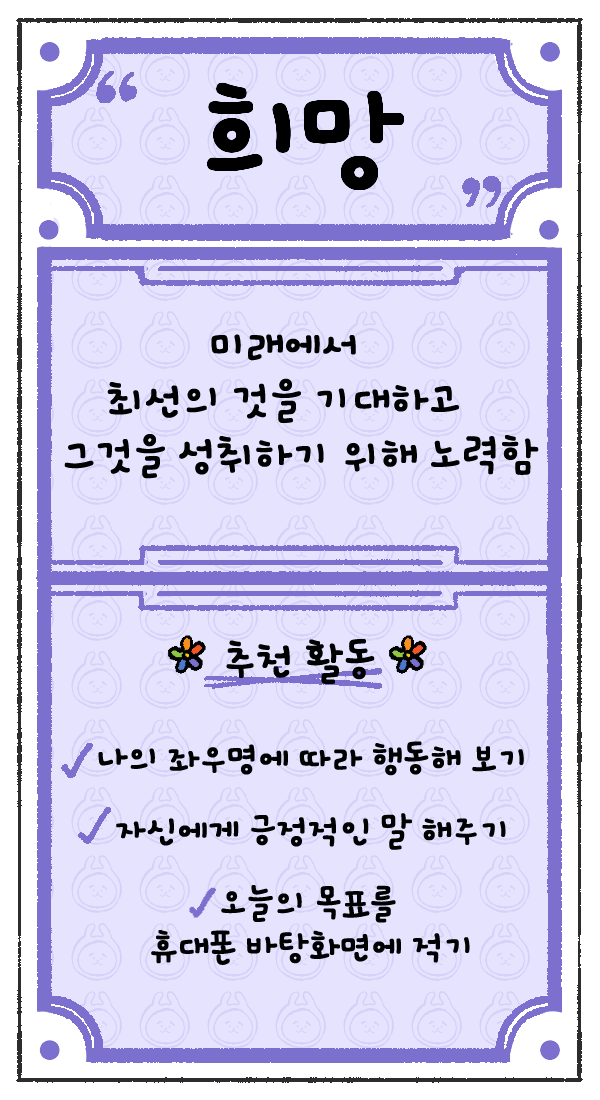 “ 희망 ”
미래에서
최선의 것을 기대하고
그것을 성취하기 위해 노력함
추천 활동
✓나의 좌우명에 따라 행동해 보기
✓자신에게 긍정적인 말 해주기
✓오늘의 목표를
휴대폰 바탕화면에 적기